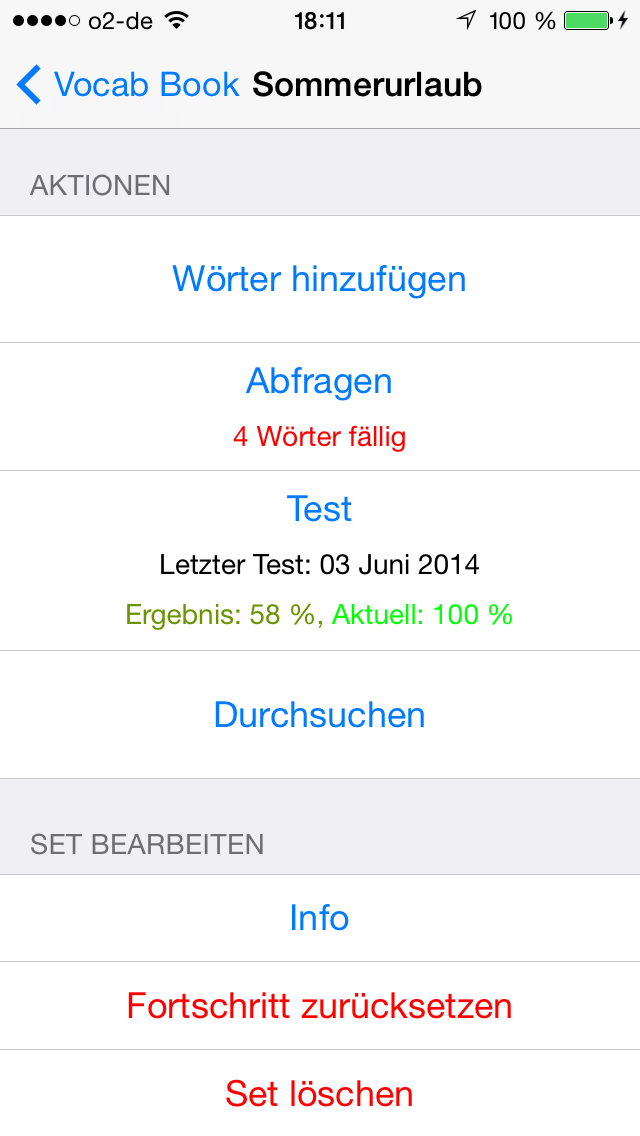 o2-de 18:11 100 %
Vocab Book Sommerurlaub
AKTIONEN
Wörter hinzufügen
Abfragen
4 Wörter fällig
Test
Letzter Test: 03 Juni 2014
Ergebnis: 58 %, Aktuell: 100 %
Durchsuchen
SET BEARBEITEN
Info
Fortschritt zurücksetzen
Set löschen